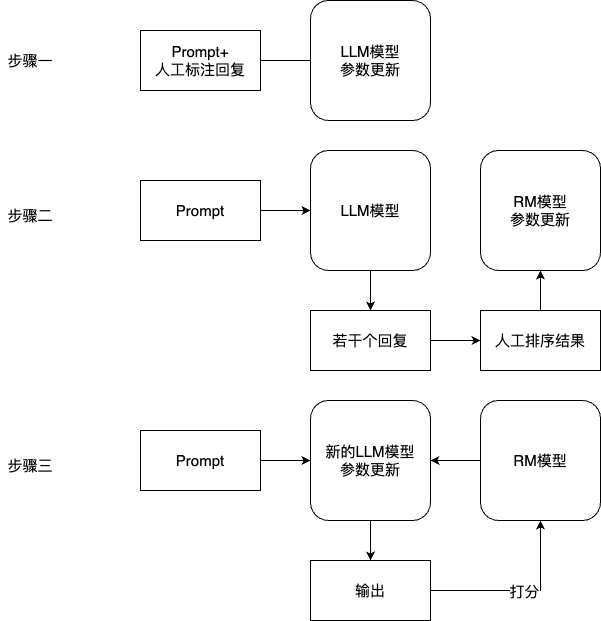 步骤一
Prompt+
人工标注回复
LLM模型
参数更新
步骤二
Prompt
LLM模型
RM模型
参数更新
若干个回复
人工排序结果
步骤三
Prompt
新的LLM模型
参数更新
RM模型
输出
打分